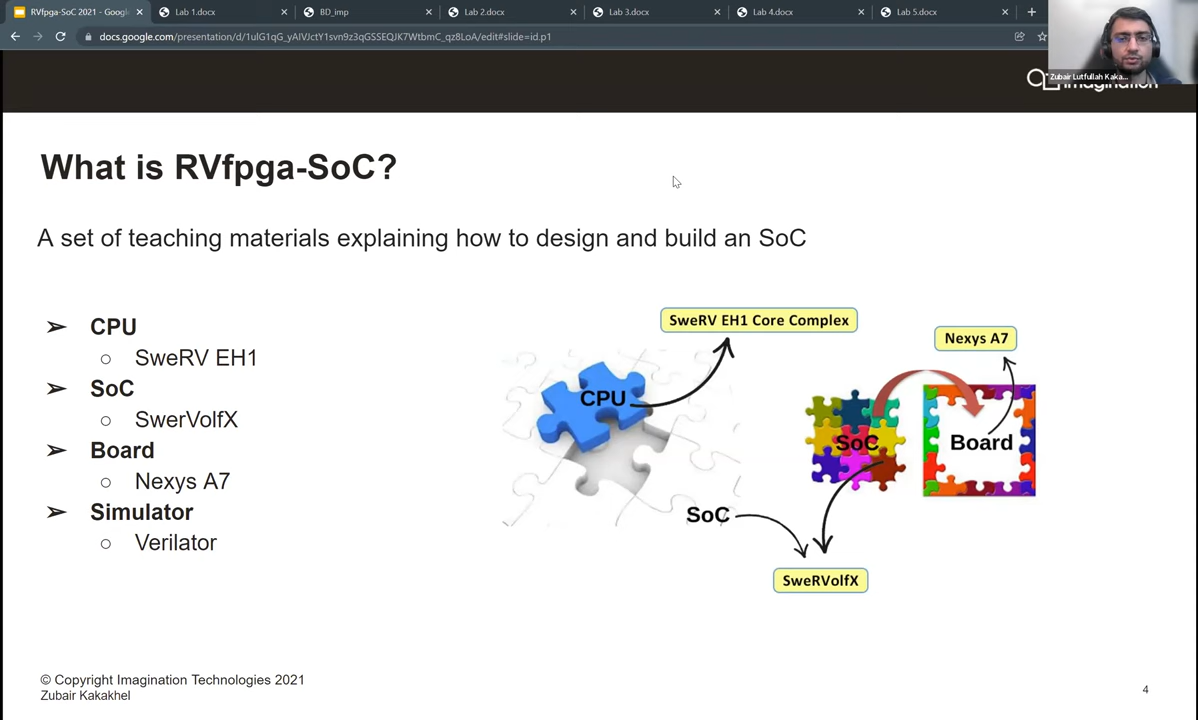 RVfpga-SoC 2021 - Googl
Lab 1.docx
BD_imp
Lab 2.docx
Lab 3.docx
Lab 4.docx
Lab 5.docx
docs.google.com/presentation/d/1ulG1qG_yAIVJctY1svn9z3qGSSEQJK7WtbmC_qz8LoA/edit#slide=id.p1
Zubair Lutfullah Kaka...
imagination
What is RVfpga-SoC?
A set of teaching materials explaining how to design and build an SoC
➢ CPU
○ SweRV EH1
➢ SoC
○ SwerVolfX
➢ Board
○ Nexys A7
➢ Simulator
○ Verilator
SweRV EH1 Core Complex
Nexys A7
CPU
SoC
Board
SoC
SweRVolfX
© Copyright Imagination Technologies 2021
Zubair Kakakhel
4